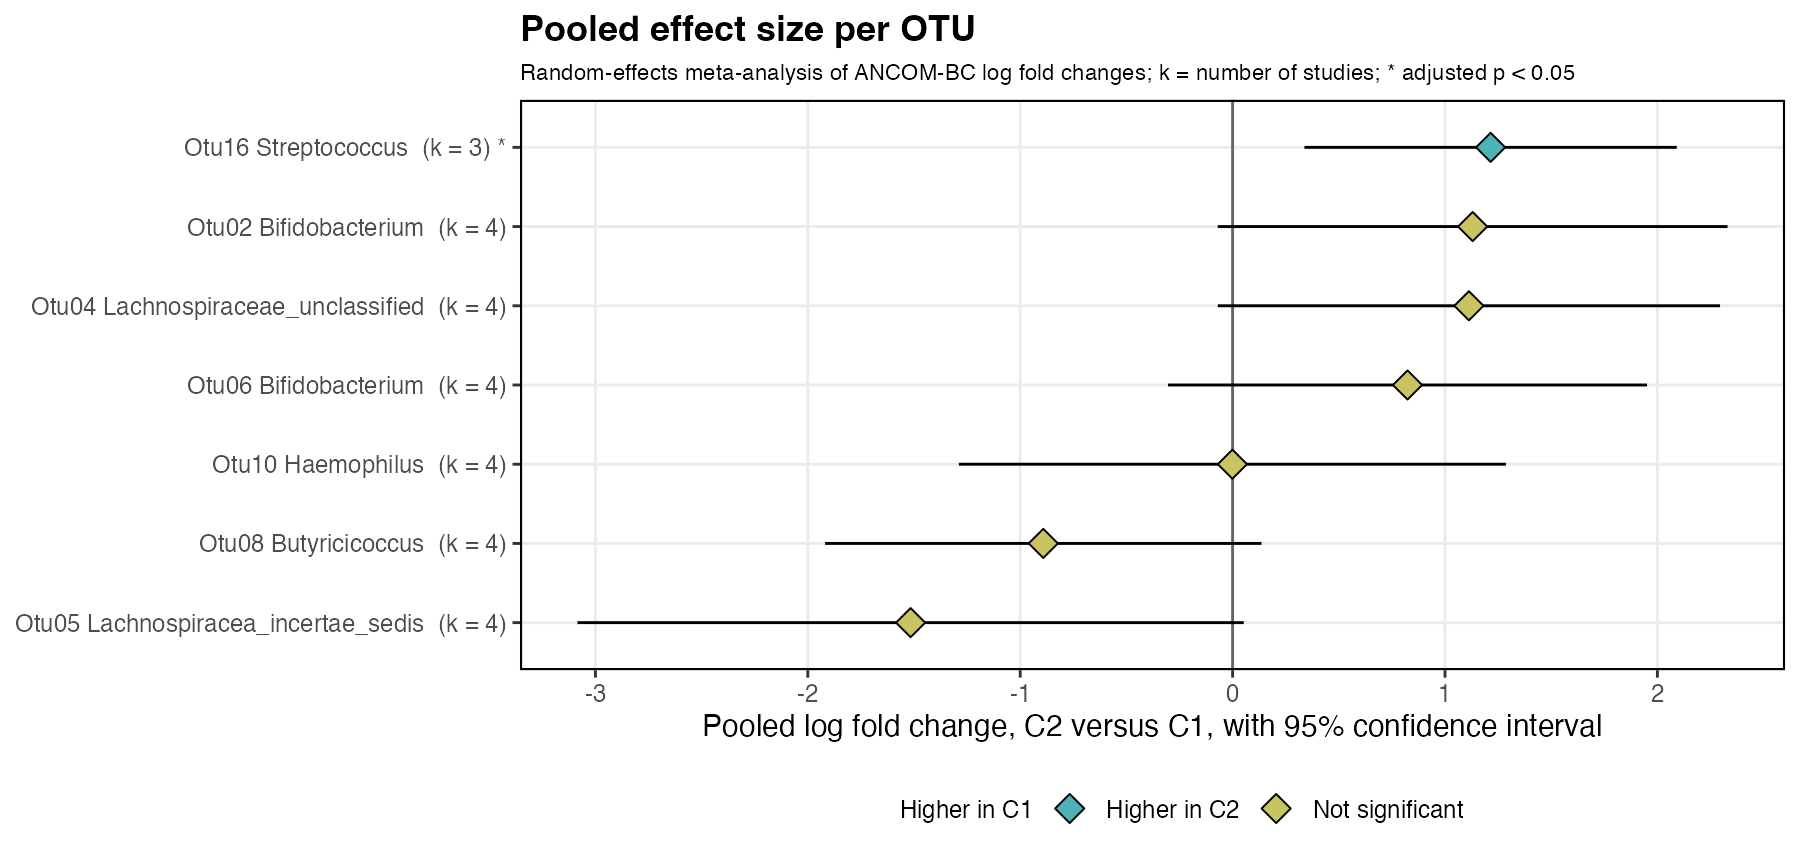 Pooled effect size per OTU
Random-effects meta-analysis of ANCOM-BC log fold changes; k = number of studies; * adjusted p < 0.05
Otu16 Streptococcus (k = 3) *
Otu02 Bifidobacterium (k = 4)
Otu04 Lachnospiraceae_unclassified (k = 4)
Otu06 Bifidobacterium (k = 4)
Otu10 Haemophilus (k = 4)
Otu08 Butyricicoccus (k = 4)
Otu05 Lachnospiracea_incertae_sedis (k = 4)
-3 -2 -1 0 1 2
Pooled log fold change, C2 versus C1, with 95% confidence interval
Higher in C1 Higher in C2 Not significant